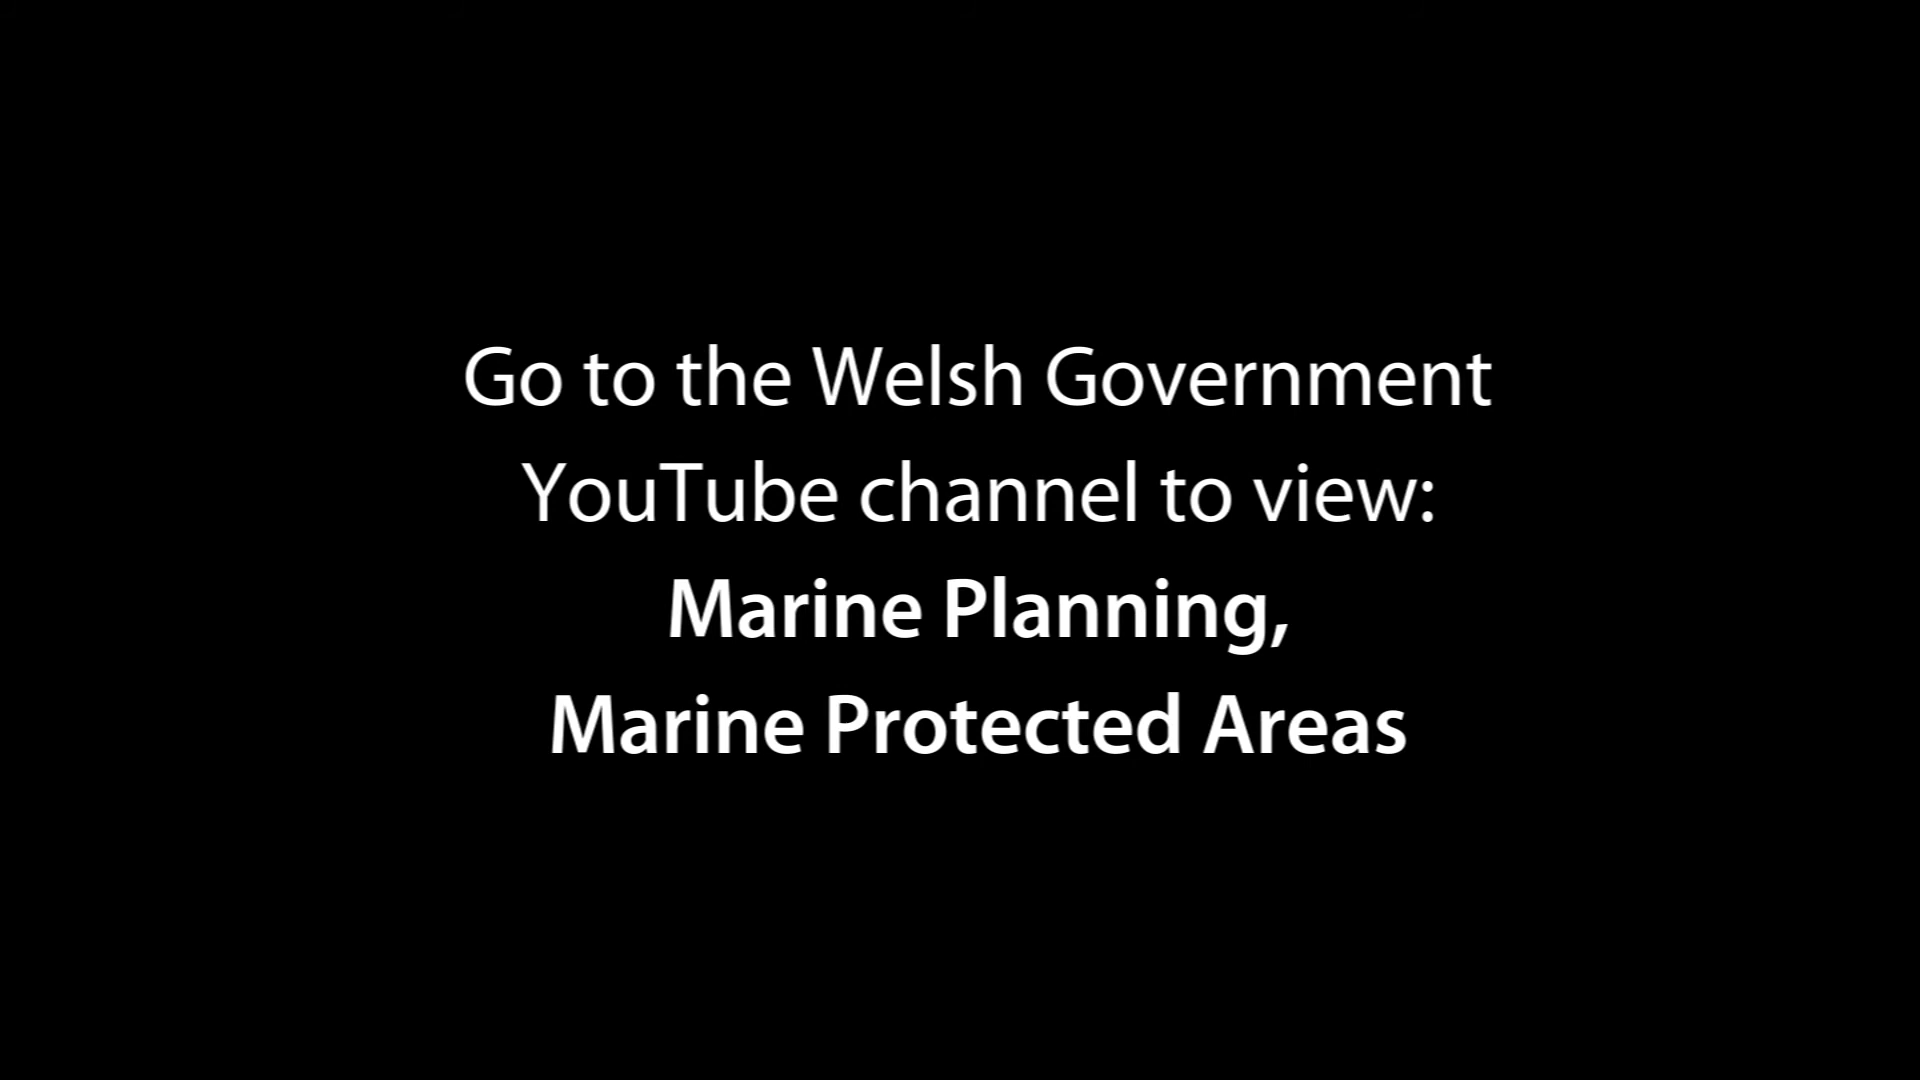 Go to the Welsh Government
YouTube channel to view:
Marine Planning,
Marine Protected Areas